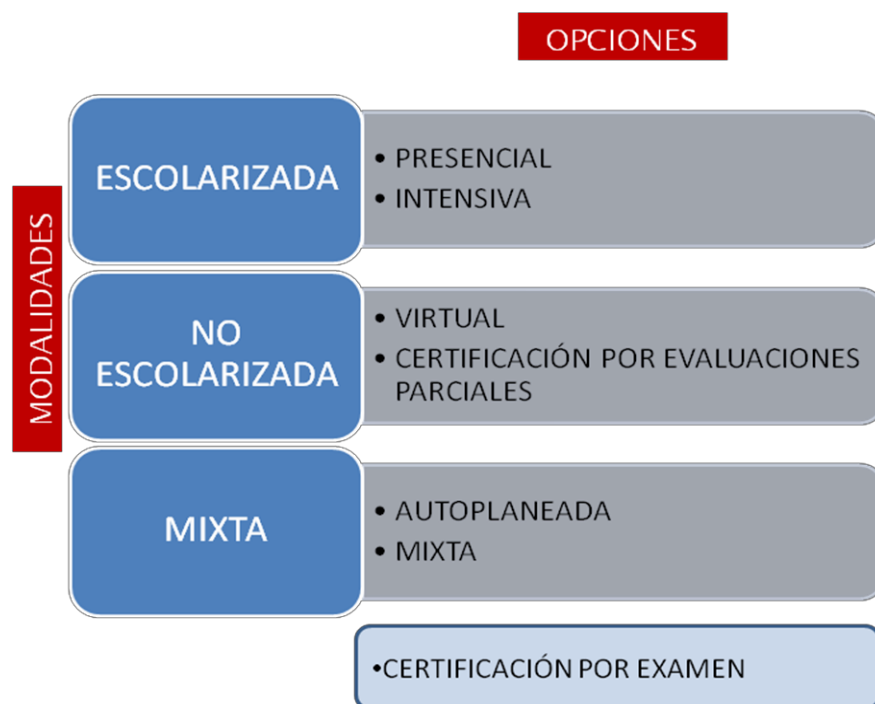 OPCIONES
MODALIDADES
ESCOLARIZADA
• PRESENCIAL
• INTENSIVA
NO
ESCOLARIZADA
• VIRTUAL
• CERTIFICACIÓN POR EVALUACIONES
PARCIALES
MIXTA
• AUTOPLANEADA
• MIXTA
•CERTIFICACIÓN POR EXAMEN